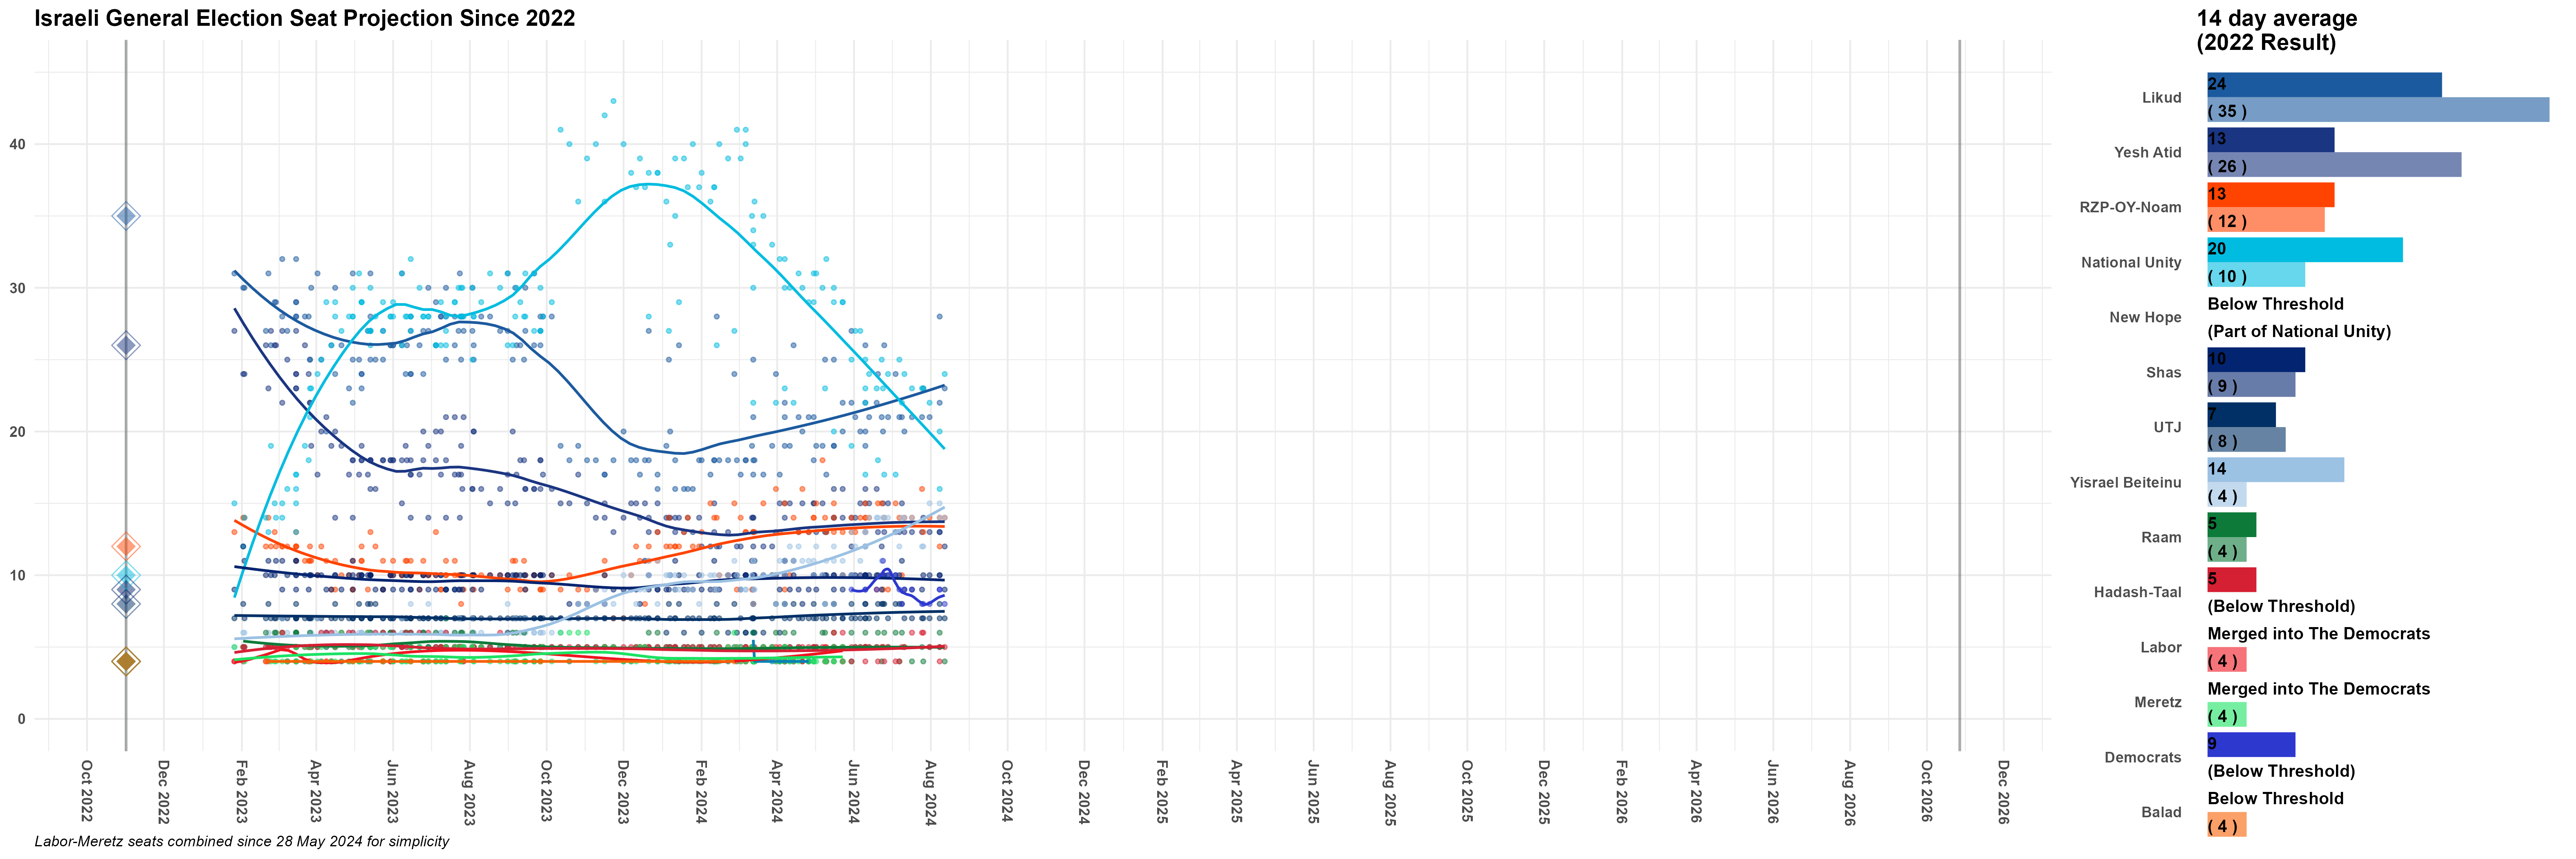 Israeli General Election Seat Projection Since 2022
40
30
20
10
0
Oct 2022
Dec 2022
Feb 2023
Apr 2023
Jun 2023
Aug 2023
Oct 2023
Dec 2023
Feb 2024
Apr 2024
Jun 2024
Aug 2024
Oct 2024
Dec 2024
Feb 2025
Apr 2025
Jun 2025
Aug 2025
Oct 2025
Dec 2025
Feb 2026
Apr 2026
Jun 2026
Aug 2026
Oct 2026
Dec 2026
Labor-Meretz seats combined since 28 May 2024 for simplicity
14 day average
(2022 Result)
Likud
24
( 35 )
Yesh Atid
13
( 26 )
RZP-OY-Noam
13
( 12 )
National Unity
20
( 10 )
New Hope
Below Threshold
(Part of National Unity)
Shas
10
( 9 )
UTJ
7
( 8 )
Yisrael Beiteinu
14
( 4 )
Raam
5
( 4 )
Hadash-Taal
5
(Below Threshold)
Labor
Merged into The Democrats
( 4 )
Meretz
Merged into The Democrats
( 4 )
Democrats
9
(Below Threshold)
Balad
Below Threshold
( 4 )